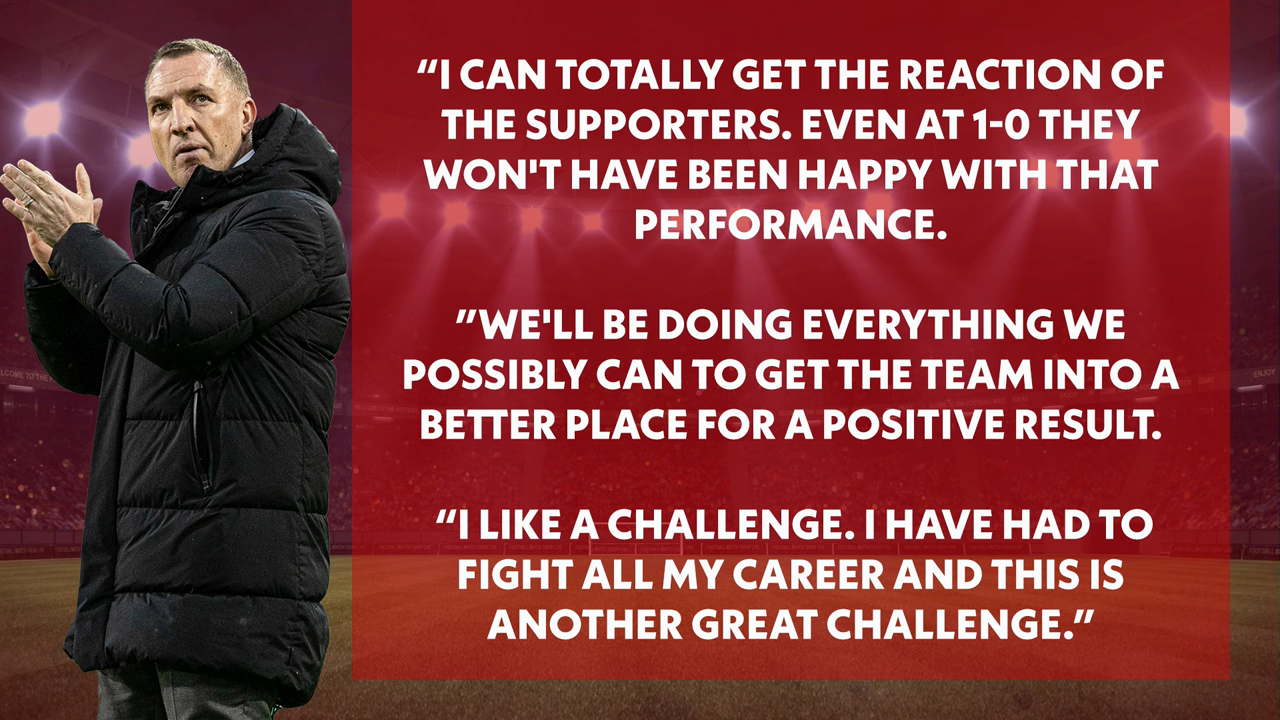 “I CAN TOTALLY GET THE REACTION OF
THE SUPPORTERS. EVEN AT 1-0 THEY
WON'T HAVE BEEN HAPPY WITH THAT
PERFORMANCE.
”WE'LL BE DOING EVERYTHING WE
POSSIBLY CAN TO GET THE TEAM INTO A
BETTER PLACE FOR A POSITIVE RESULT.
“I LIKE A CHALLENGE. I HAVE HAD TO
FIGHT ALL MY CAREER AND THIS IS
ANOTHER GREAT CHALLENGE.”